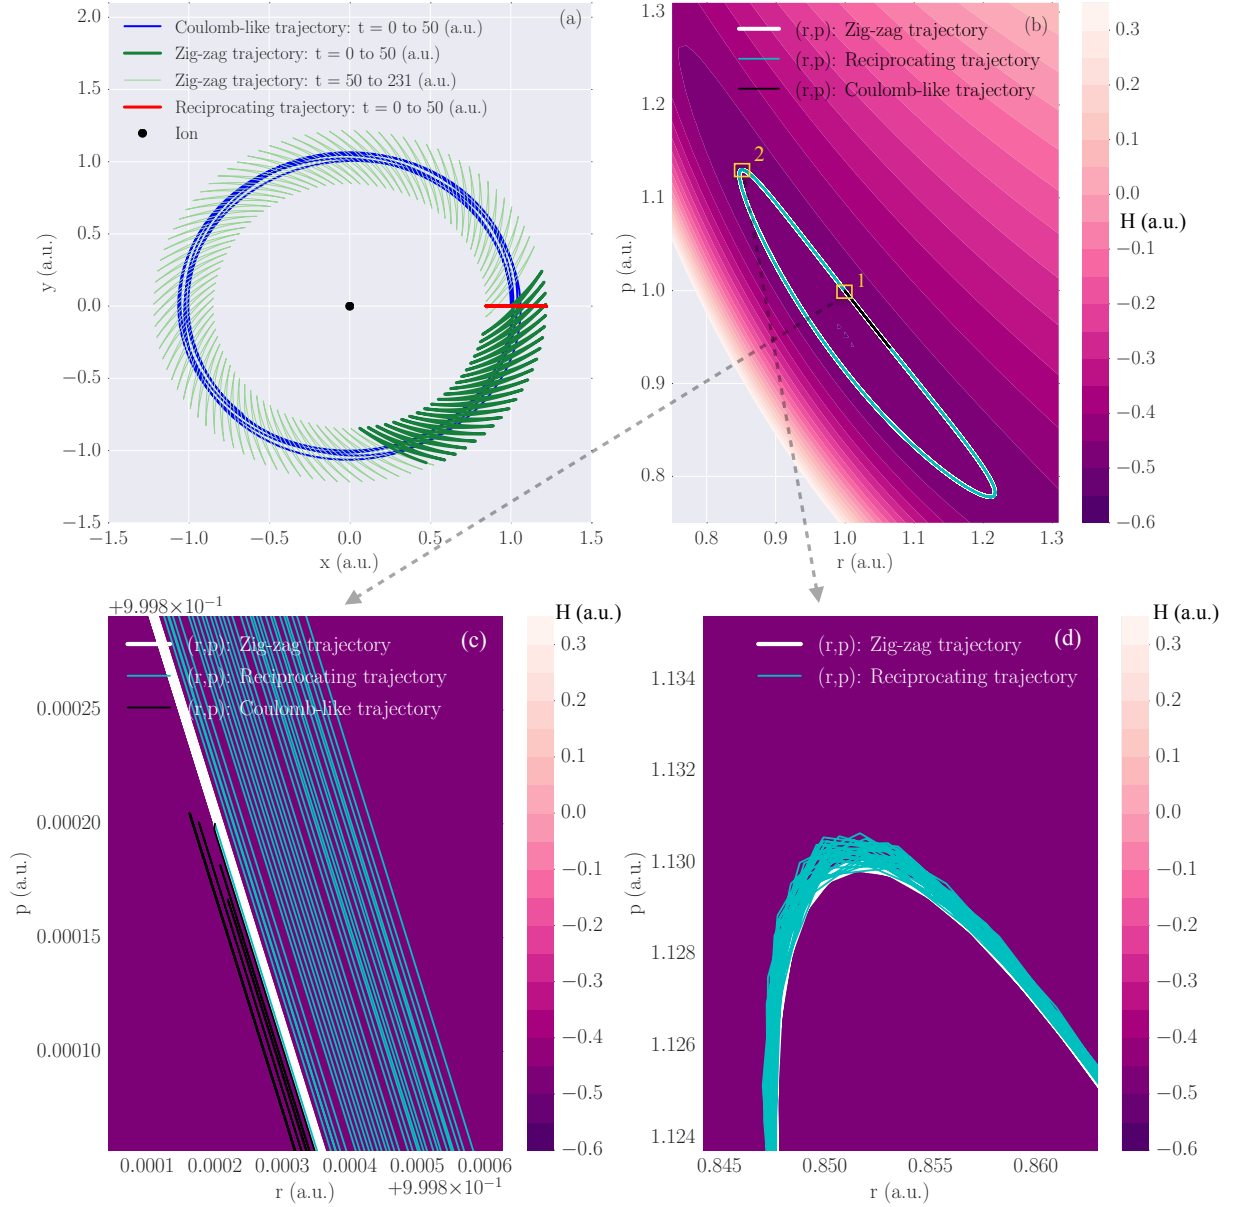 (a)
Coulomb-like trajectory: t = 0 to 50 (a.u.)
Zig-zag trajectory: t = 0 to 50 (a.u.)
Zig-zag trajectory: t = 50 to 231 (a.u.)
Reciprocating trajectory: t = 0 to 50 (a.u.)
Ion
2.0
1.5
1.0
0.5
0.0
−0.5
−1.0
−1.5
y (a.u.)
−1.5 −1.0 −0.5 0.0 0.5 1.0 1.5
x (a.u.)
(b)
(r,p): Zig-zag trajectory
(r,p): Reciprocating trajectory
(r,p): Coulomb-like trajectory
2
1
1.3
1.2
1.1
1.0
0.9
0.8
p (a.u.)
0.8 0.9 1.0 1.1 1.2 1.3
r (a.u.)
H (a.u.)
0.3
0.2
0.1
0.0
−0.1
−0.2
−0.3
−0.4
−0.5
−0.6
+9.998×10−1
(c)
(r,p): Zig-zag trajectory
(r,p): Reciprocating trajectory
(r,p): Coulomb-like trajectory
0.00025
0.00020
0.00015
0.00010
p (a.u.)
0.0001 0.0002 0.0003 0.0004 0.0005 0.0006
r (a.u.)
+9.998×10−1
H (a.u.)
0.3
0.2
0.1
0.0
−0.1
−0.2
−0.3
−0.4
−0.5
−0.6
(d)
(r,p): Zig-zag trajectory
(r,p): Reciprocating trajectory
1.134
1.132
1.130
1.128
1.126
1.124
p (a.u.)
0.845 0.850 0.855 0.860
r (a.u.)
H (a.u.)
0.3
0.2
0.1
0.0
−0.1
−0.2
−0.3
−0.4
−0.5
−0.6